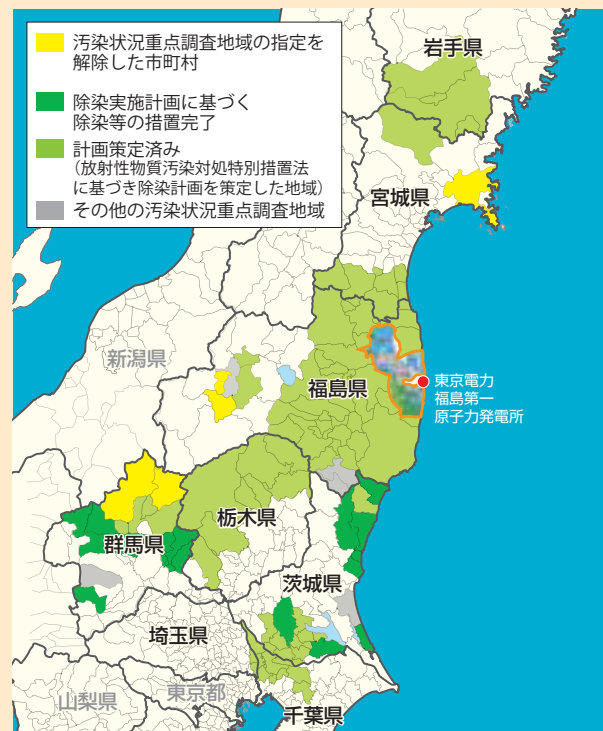 汚染状況重点調査地域の指定を
解除した市町村
除染実施計画に基づく
除染等の措置完了
計画策定済み
(放射性物質汚染対処特別措置法
に基づき除染計画を策定した地域)
その他の汚染状況重点調査地域
岩手県
宮城県
新潟県
福島県
東京電力
福島第一
原子力発電所
栃木県
群馬県
茨城県
埼玉県
山梨県
東京都
千葉県